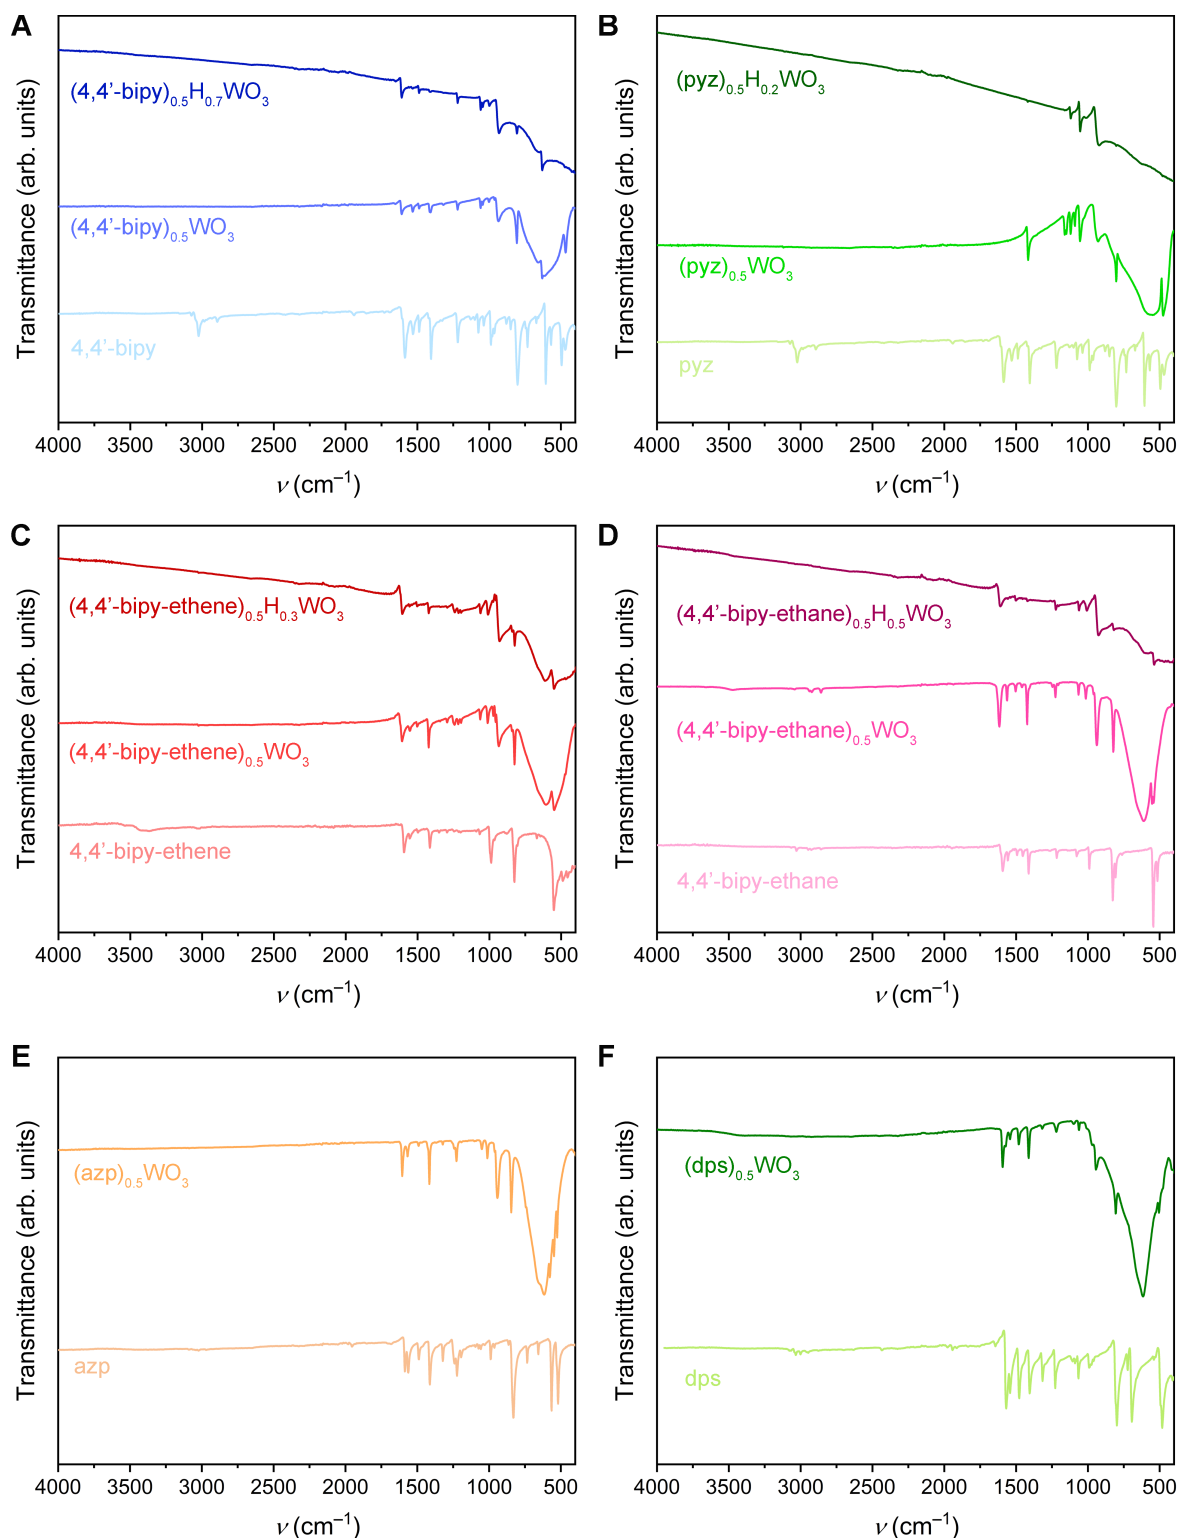 A
Transmittance (arb. units)
(4,4’-bipy)0.5H0.7WO3
(4,4’-bipy)0.5WO3
4,4’-bipy
4000 3500 3000 2500 2000 1500 1000 500
ν (cm−1)
B
Transmittance (arb. units)
(pyz)0.5H0.2WO3
(pyz)0.5WO3
pyz
4000 3500 3000 2500 2000 1500 1000 500
ν (cm−1)
C
Transmittance (arb. units)
(4,4’-bipy-ethene)0.5H0.3WO3
(4,4’-bipy-ethene)0.5WO3
4,4’-bipy-ethene
4000 3500 3000 2500 2000 1500 1000 500
ν (cm−1)
D
Transmittance (arb. units)
(4,4’-bipy-ethane)0.5H0.5WO3
(4,4’-bipy-ethane)0.5WO3
4,4’-bipy-ethane
4000 3500 3000 2500 2000 1500 1000 500
ν (cm−1)
E
Transmittance (arb. units)
(azp)0.5WO3
azp
4000 3500 3000 2500 2000 1500 1000 500
ν (cm−1)
F
Transmittance (arb. units)
(dps)0.5WO3
dps
4000 3500 3000 2500 2000 1500 1000 500
ν (cm−1)